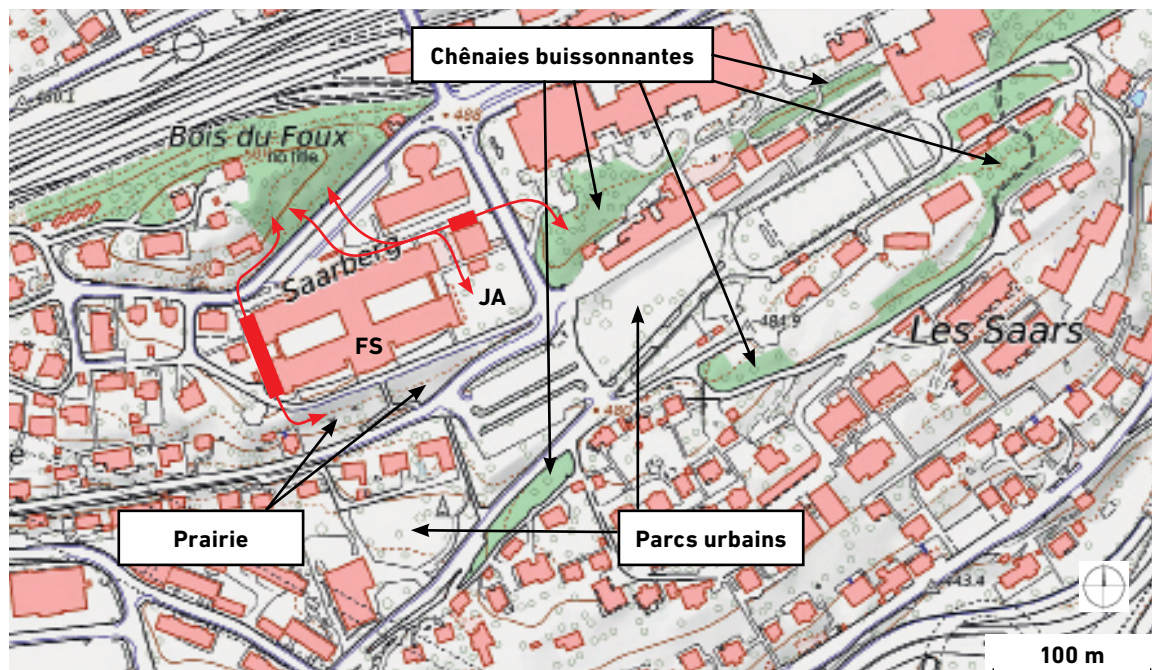 Chênaies buissonnantes
488
Bois du Foux
Saarberg
JA
FS
481.9
Les Saars
480
Prairie
Parcs urbains
443.4
100 m